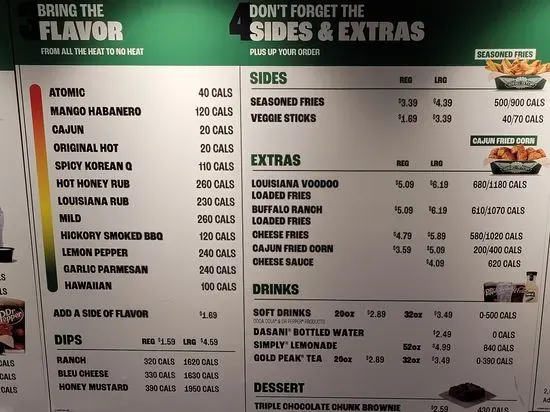 3 BRING THE
FLAVOR
FROM ALL THE HEAT TO NO HEAT
ATOMIC 40 CALS
MANGO HABANERO 120 CALS
CAJUN 20 CALS
ORIGINAL HOT 20 CALS
SPICY KOREAN Q 110 CALS
HOT HONEY RUB 260 CALS
LOUISIANA RUB 230 CALS
MILD 260 CALS
HICKORY SMOKED BBQ 120 CALS
LEMON PEPPER 240 CALS
GARLIC PARMESAN 240 CALS
HAWAIIAN 100 CALS
ADD A SIDE OF FLAVOR $1.69
DIPS REG $1.59 LRG $4.59
RANCH 320 CALS 1620 CALS
BLEU CHEESE 330 CALS 1630 CALS
HONEY MUSTARD 390 CALS 1950 CALS
4 DON'T FORGET THE
SIDES & EXTRAS
PLUS UP YOUR ORDER
SEASONED FRIES
SIDES REG LRG
SEASONED FRIES $3.39 $4.39 500/900 CALS
VEGGIE STICKS $1.69 $3.39 40/70 CALS
CAJUN FRIED CORN
EXTRAS REG LRG
LOUISIANA VOODOO $5.09 $6.19 680/1180 CALS
LOADED FRIES
BUFFALO RANCH $5.09 $6.19 610/1070 CALS
LOADED FRIES
CHEESE FRIES $4.79 $5.89 580/1020 CALS
CAJUN FRIED CORN $3.59 $5.09 200/400 CALS
CHEESE SAUCE $4.09 620 CALS
DRINKS
SOFT DRINKS 20oz $2.89 32oz $3.49 0-500 CALS
COCA COLA® & DR PEPPER® PRODUCTS
DASANI® BOTTLED WATER $2.49 0 CALS
SIMPLY® LEMONADE 52oz $4.99 840 CALS
GOLD PEAK® TEA 20oz $2.89 32oz $3.49 0-390 CALS
DESSERT
TRIPLE CHOCOLATE CHUNK BROWNIE $2.59 430 CALS
Dr Pepper